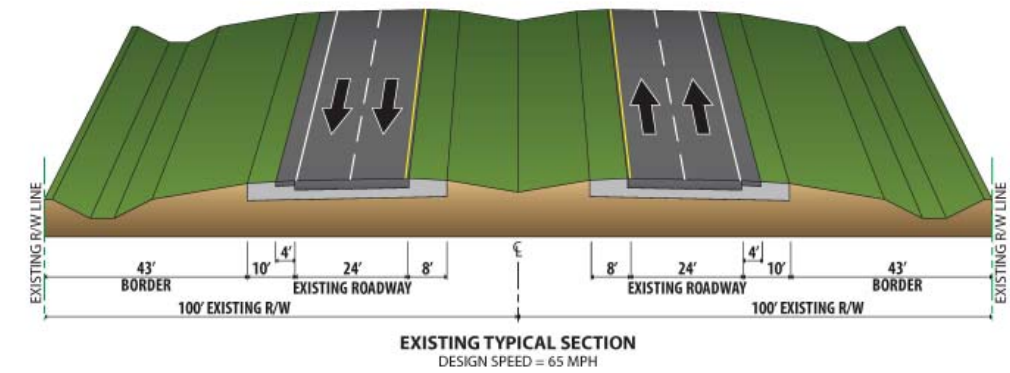 EXISTING R/W LINE
EXISTING R/W LINE
℄
4'
4'
43'
10'
24'
8'
8'
24'
10'
43'
BORDER
EXISTING ROADWAY
EXISTING ROADWAY
BORDER
100' EXISTING R/W
100' EXISTING R/W
EXISTING TYPICAL SECTION
DESIGN SPEED = 65 MPH